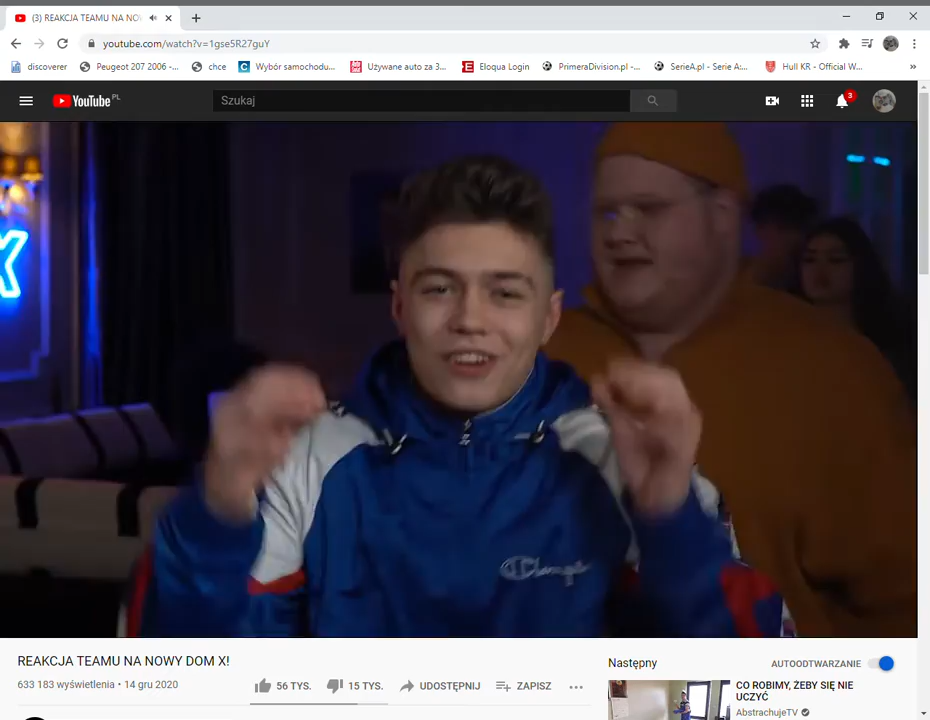 (3) REAKCJA TEAMU NA NO
youtube.com/watch?v=1gse5R27guY
discoverer
Peugeot 207 2006 -...
chce
Wybór samochodu...
Używane auto za 3...
Eloqua Login
PrimeraDivision.pl -...
SerieA.pl - Serie A:...
Hull KR - Official W...
»
YouTube PL
Szukaj
3
X
Champion
REAKCJA TEAMU NA NOWY DOM X!
633 183 wyświetlenia • 14 gru 2020
56 TYS.
15 TYS.
UDOSTĘPNIJ
ZAPISZ
Następny
AUTOODTWARZANIE
CO ROBIMY, ŻEBY SIĘ NIE
UCZYĆ
AbstrachujeTV